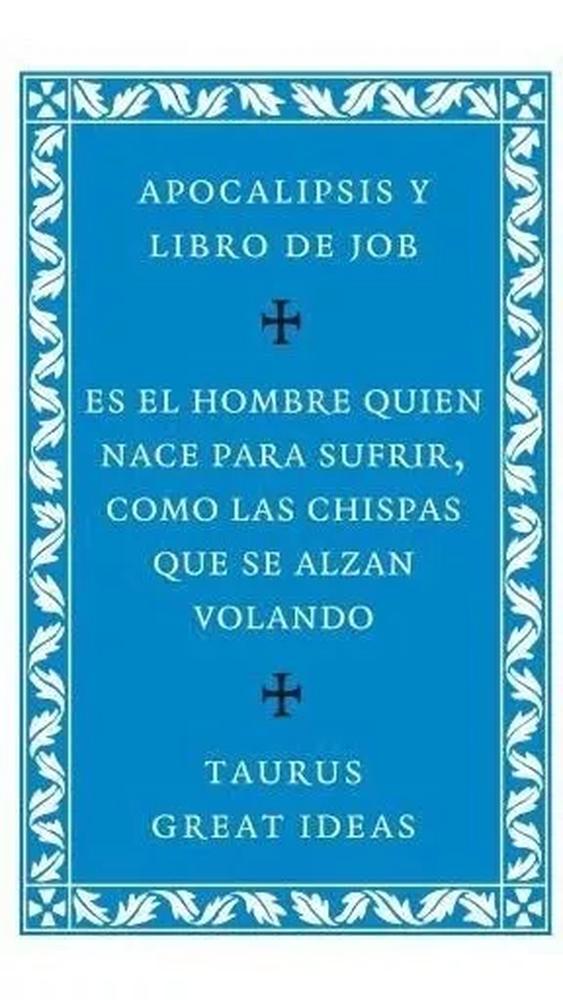 APOCALIPSIS Y
LIBRO DE JOB
ES EL HOMBRE QUIEN
NACE PARA SUFRIR,
COMO LAS CHISPAS
QUE SE ALZAN
VOLANDO
TAURUS
GREAT IDEAS